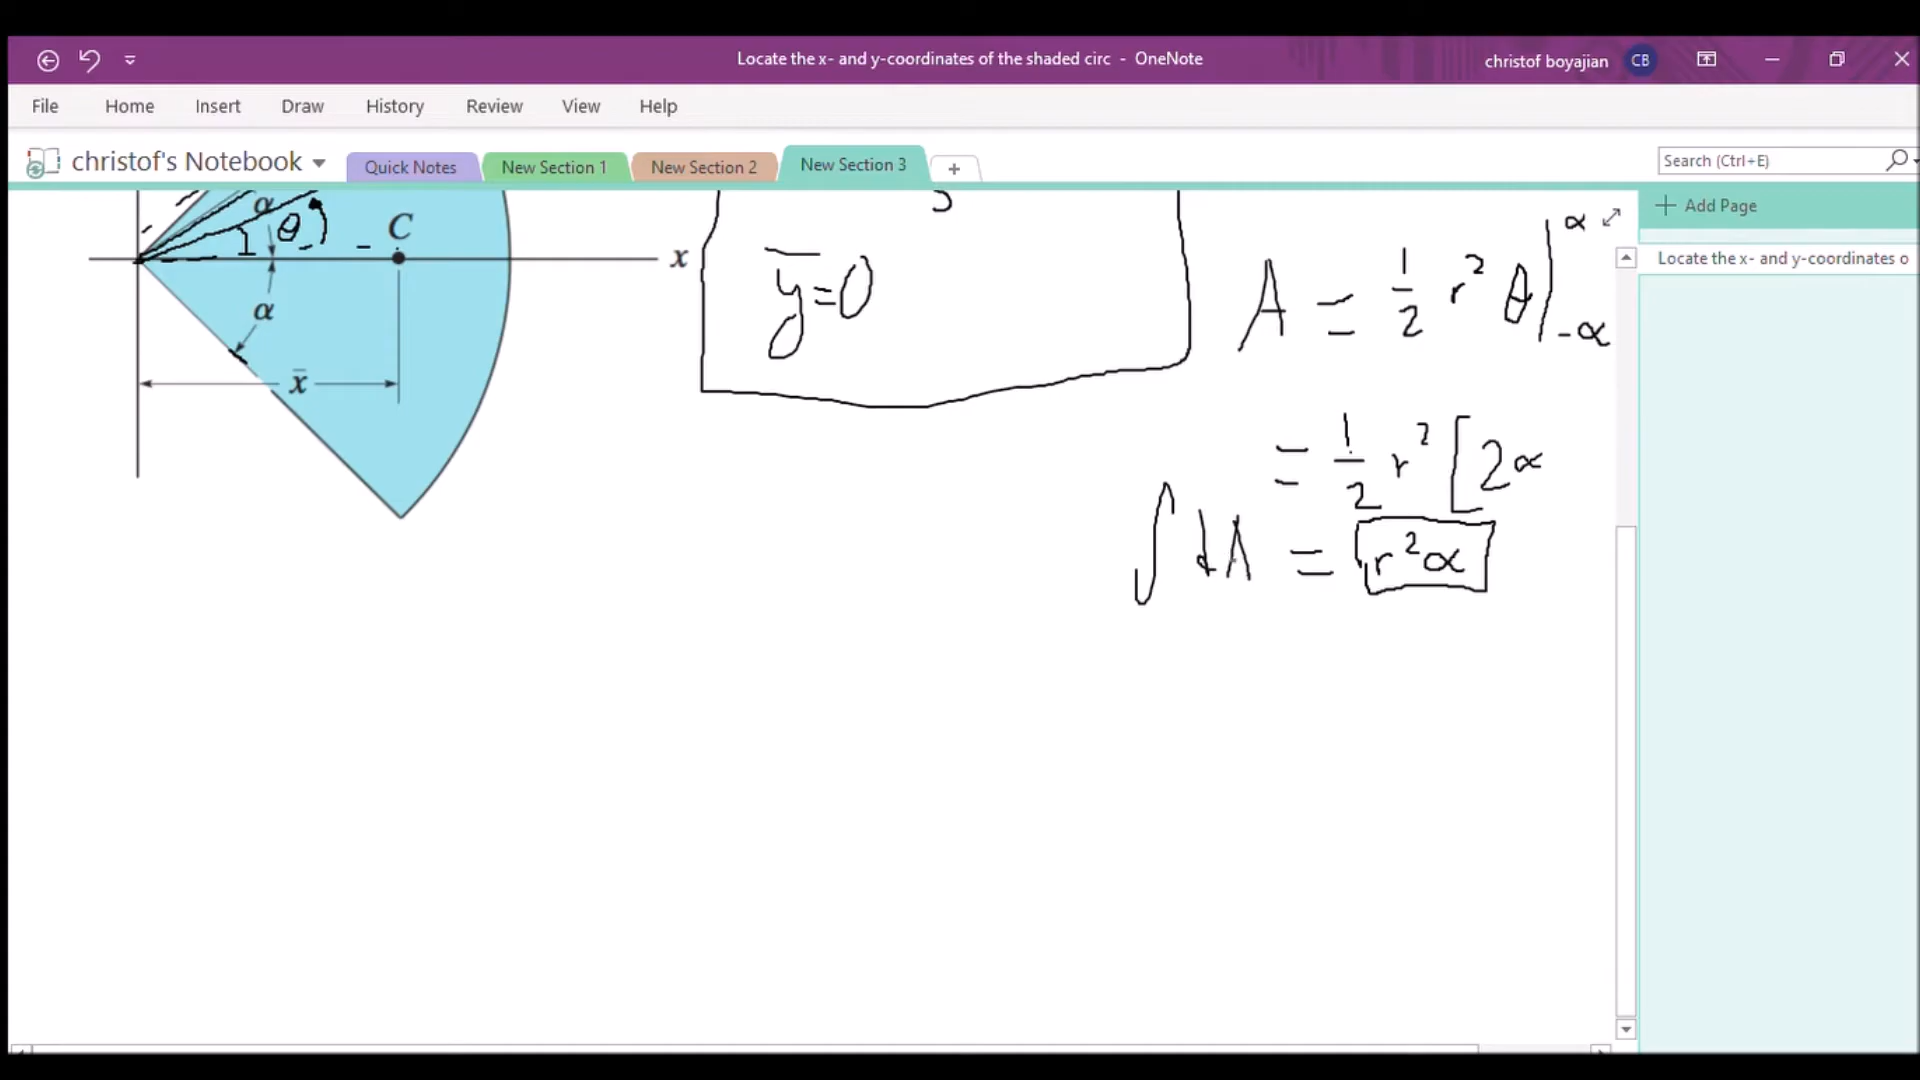 Locate the x- and y-coordinates of the shaded circ - OneNote
christof boyajian CB
File Home Insert Draw History Review View Help
christof's Notebook Quick Notes New Section 1 New Section 2 New Section 3 +
Search (Ctrl+E)
+ Add Page
Locate the x- and y-coordinates o
α
θ
C
x
α
x̄
y̅=0
A = 1/2 r² θ |α -α
= 1/2 r² [2α
∫ dA = r²α